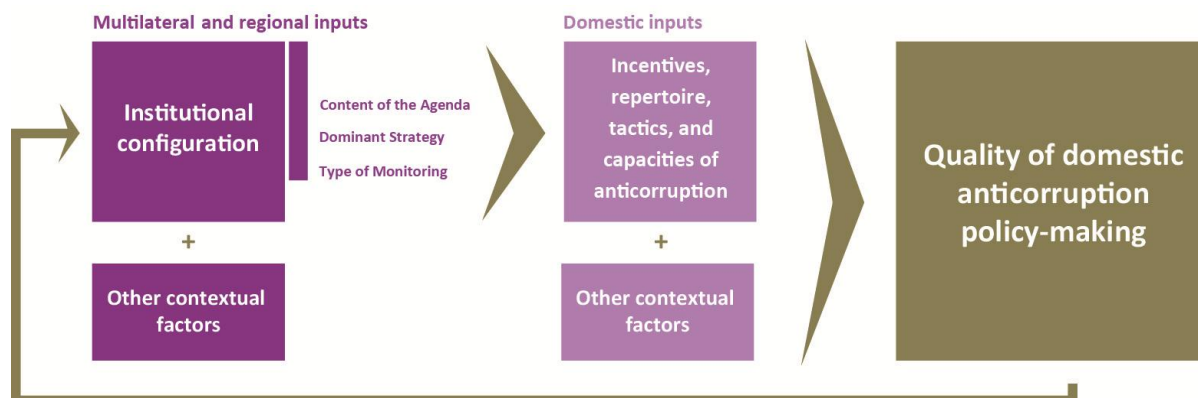 Multilateral and regional inputs
Institutional
configuration
Content of the Agenda
Dominant Strategy
Type of Monitoring
+
Other contextual
factors
Domestic inputs
Incentives,
repertoire,
tactics, and
capacities of
anticorruption
+
Other contextual
factors
Quality of domestic
anticorruption
policy-making